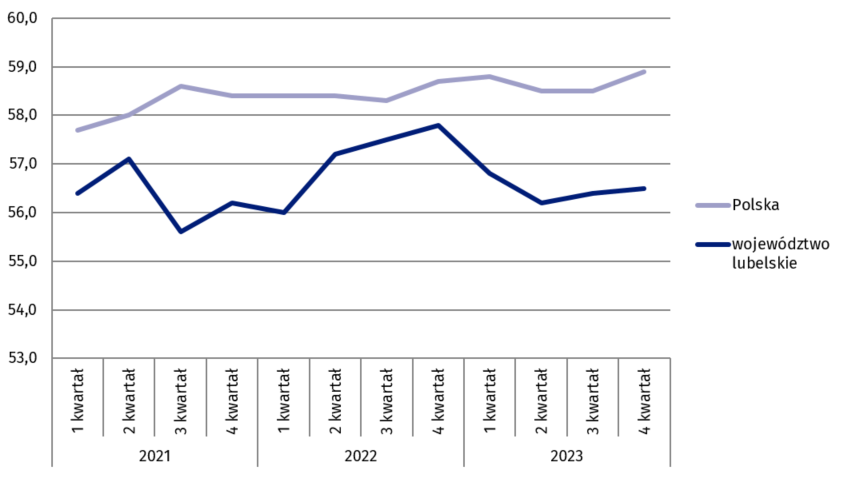 60,0
59,0
58,0
57,0
56,0
55,0
54,0
53,0
1 kwartał
2 kwartał
3 kwartał
4 kwartał
1 kwartał
2 kwartał
3 kwartał
4 kwartał
1 kwartał
2 kwartał
3 kwartał
4 kwartał
2021
2022
2023
Polska
województwo
lubelskie